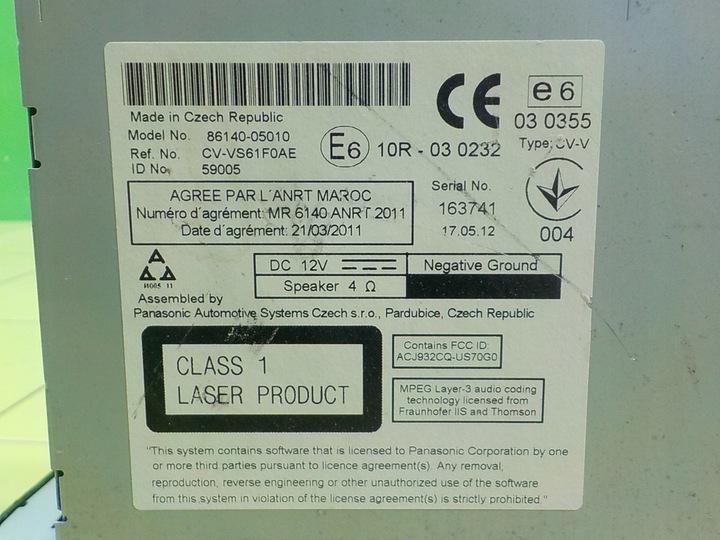 Made in Czech Republic
Model No. 86140-05010
Ref. No. CV-VS61F0AE
ID No. 59005
E6 10R - 03 0232
CE
e6
03 0355
Type: CV-V
004
AGREE PAR L´ANRT MAROC
Numéro d´agrément: MR 6140 ANRT 2011
Date d´agrément: 21/03/2011
Serial No.
163741
17.05.12
DC 12V
Negative Ground
Speaker 4 Ω
A
A A
И005 11
Assembled by
Panasonic Automotive Systems Czech s.r.o., Pardubice, Czech Republic
CLASS 1
LASER PRODUCT
Contains FCC ID:
ACJ932CQ-US70G0
MPEG Layer-3 audio coding
technology licensed from
Fraunhofer IIS and Thomson
"This system contains software that is licensed to Panasonic Corporation by one
or more third parties pursuant to licence agreement(s). Any removal,
reproduction, reverse engineering or other unauthorized use of the software
from this system in violation of the license agreement(s) is strictly prohibited."